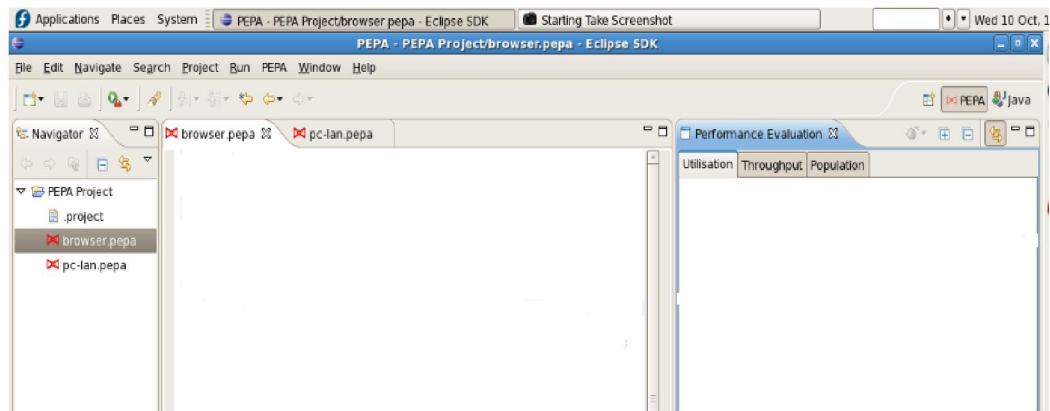 Applications Places System PEPA - PEPA Project/browser.pepa - Eclipse SDK Starting Take Screenshot Wed 10 Oct, 1
PEPA - PEPA Project/browser.pepa - Eclipse SDK
File Edit Navigate Search Project Run PEPA Window Help
PEPA Java
Navigator browser.pepa pc-lan.pepa Performance Evaluation
Utilisation Throughput Population
PEPA Project
.project
browser.pepa
pc-lan.pepa